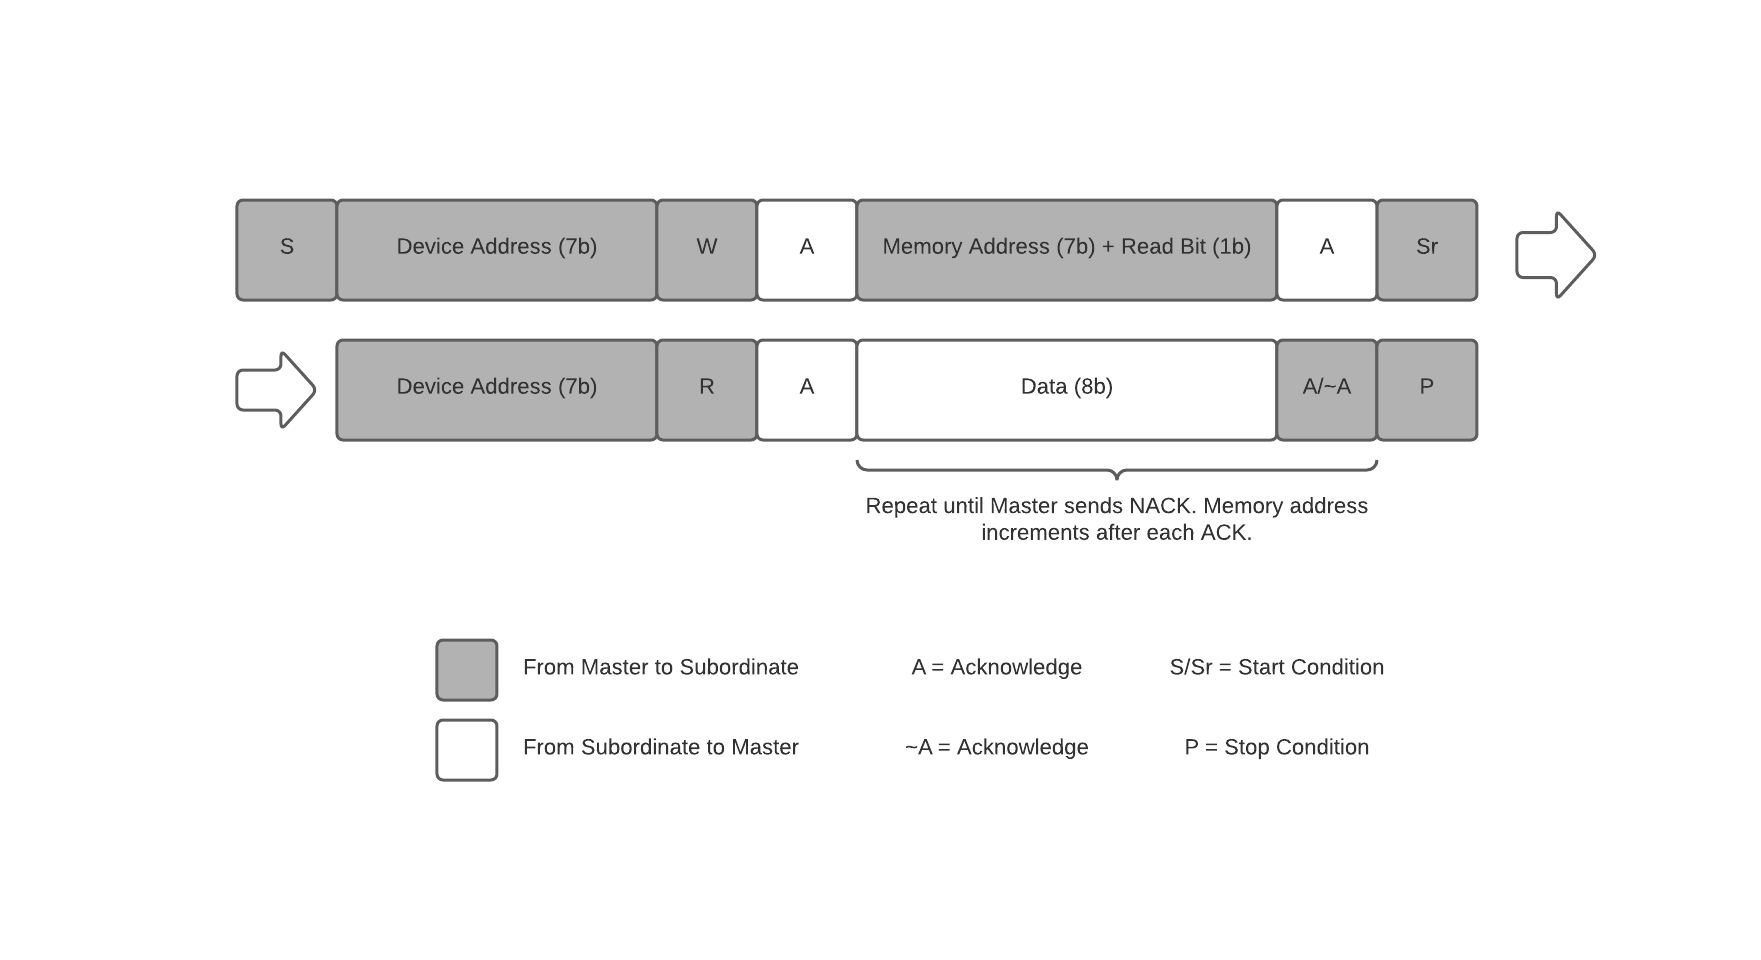 S Device Address (7b) W A Memory Address (7b) + Read Bit (1b) A Sr
Device Address (7b) R A Data (8b) A/~A P
Repeat until Master sends NACK. Memory address
increments after each ACK.
From Master to Subordinate A = Acknowledge S/Sr = Start Condition
From Subordinate to Master ~A = Acknowledge P = Stop Condition